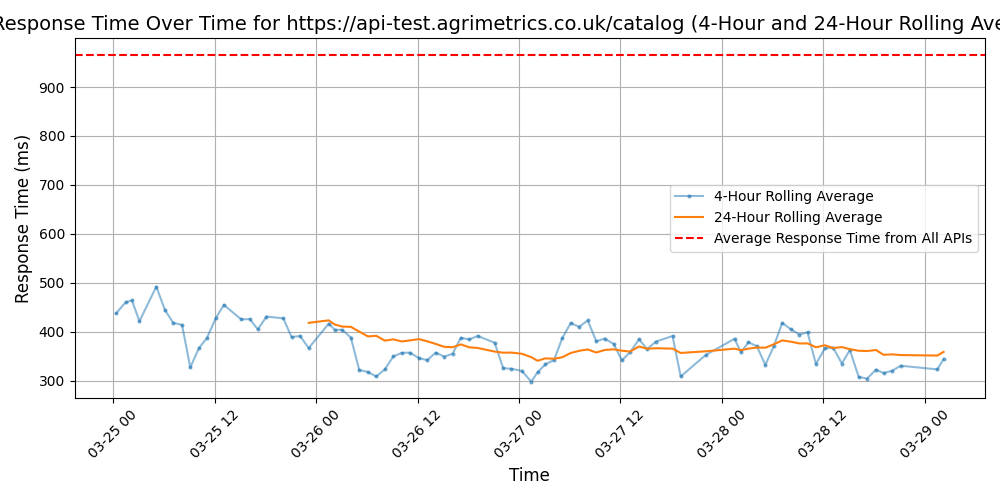 Response Time Over Time for https://api-test.agrimetrics.co.uk/catalog (4-Hour and 24-Hour Rolling Ave
Response Time (ms)
900
800
700
600
500
400
300
4-Hour Rolling Average
24-Hour Rolling Average
Average Response Time from All APIs
03-25 00
03-25 12
03-26 00
03-26 12
03-27 00
03-27 12
03-28 00
03-28 12
03-29 00
Time